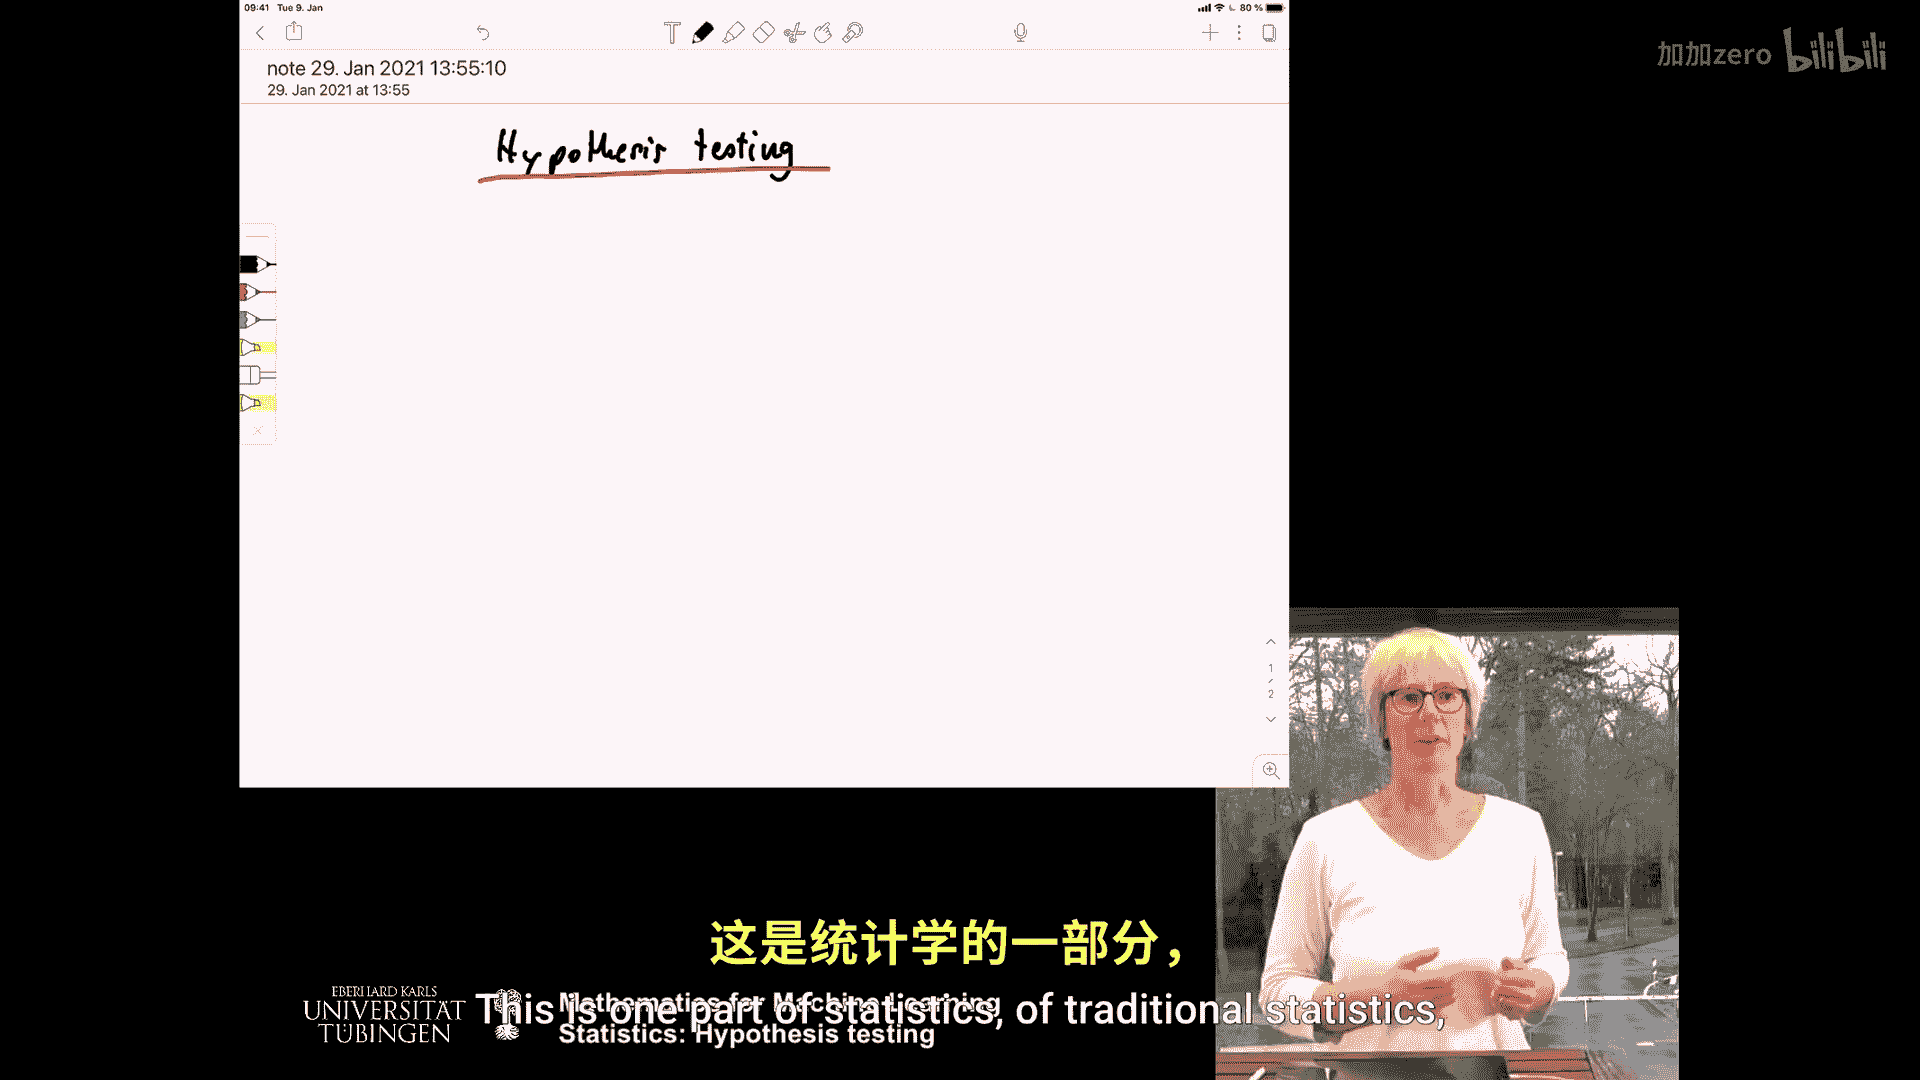 09:41 Tue 9. Jan
80 %
加加zero bilibili
note 29. Jan 2021 13:55:10
29. Jan 2021 at 13:55
Hypothesis testing
1
2
这是统计学的一部分，
This is one part of statistics, of traditional statistics,
EBERHARD KARLS
UNIVERSITÄT
TÜBINGEN
Mathematics for Machine Learning
Statistics: Hypothesis testing